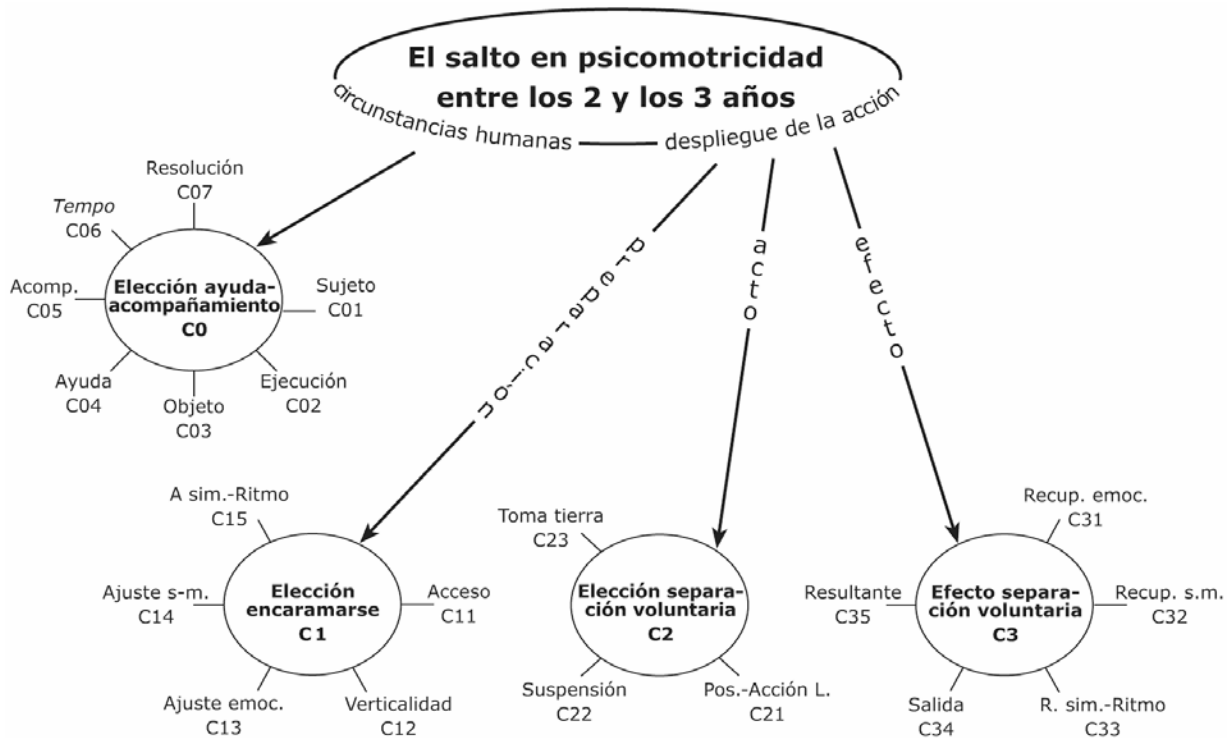 El salto en psicomotricidad
entre los 2 y los 3 años
circunstancias humanas
despliegue de la acción
Resolución
C07
Tempo
C06
Acomp.
C05
Elección ayuda-
acompañamiento
C0
Sujeto
C01
Ayuda
C04
Objeto
C03
Ejecución
C02
preparación
acto
efecto
A sim.-Ritmo
C15
Ajuste s-m.
C14
Elección
encaramarse
C1
Acceso
C11
Ajuste emoc.
C13
Verticalidad
C12
Toma tierra
C23
Elección separa-
ción voluntaria
C2
Suspensión
C22
Pos.-Acción L.
C21
Recup. emoc.
C31
Resultante
C35
Efecto separa-
ción voluntaria
C3
Recup. s.m.
C32
Salida
C34
R. sim.-Ritmo
C33